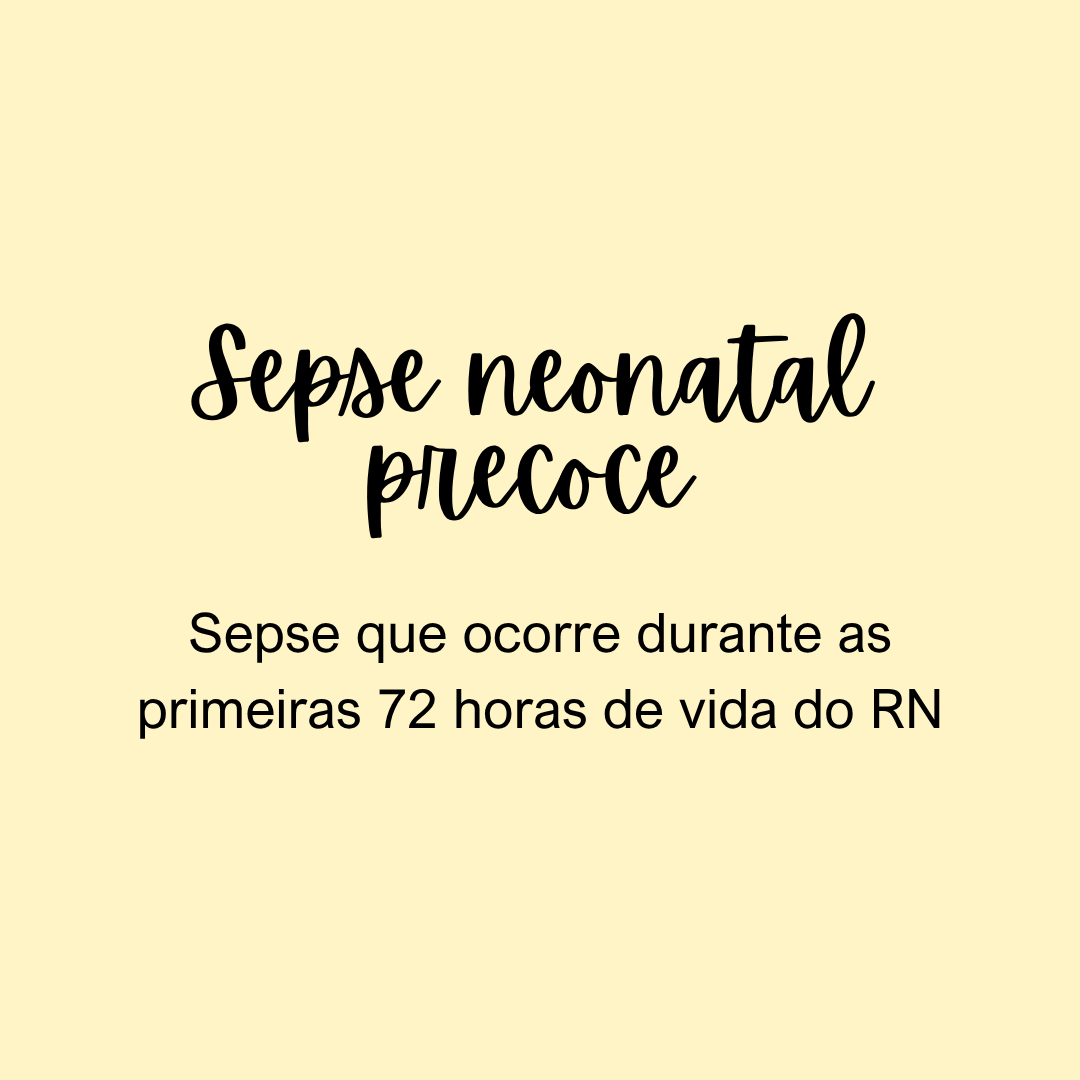 Sepse neonatal
precoce
Sepse que ocorre durante as
primeiras 72 horas de vida do RN